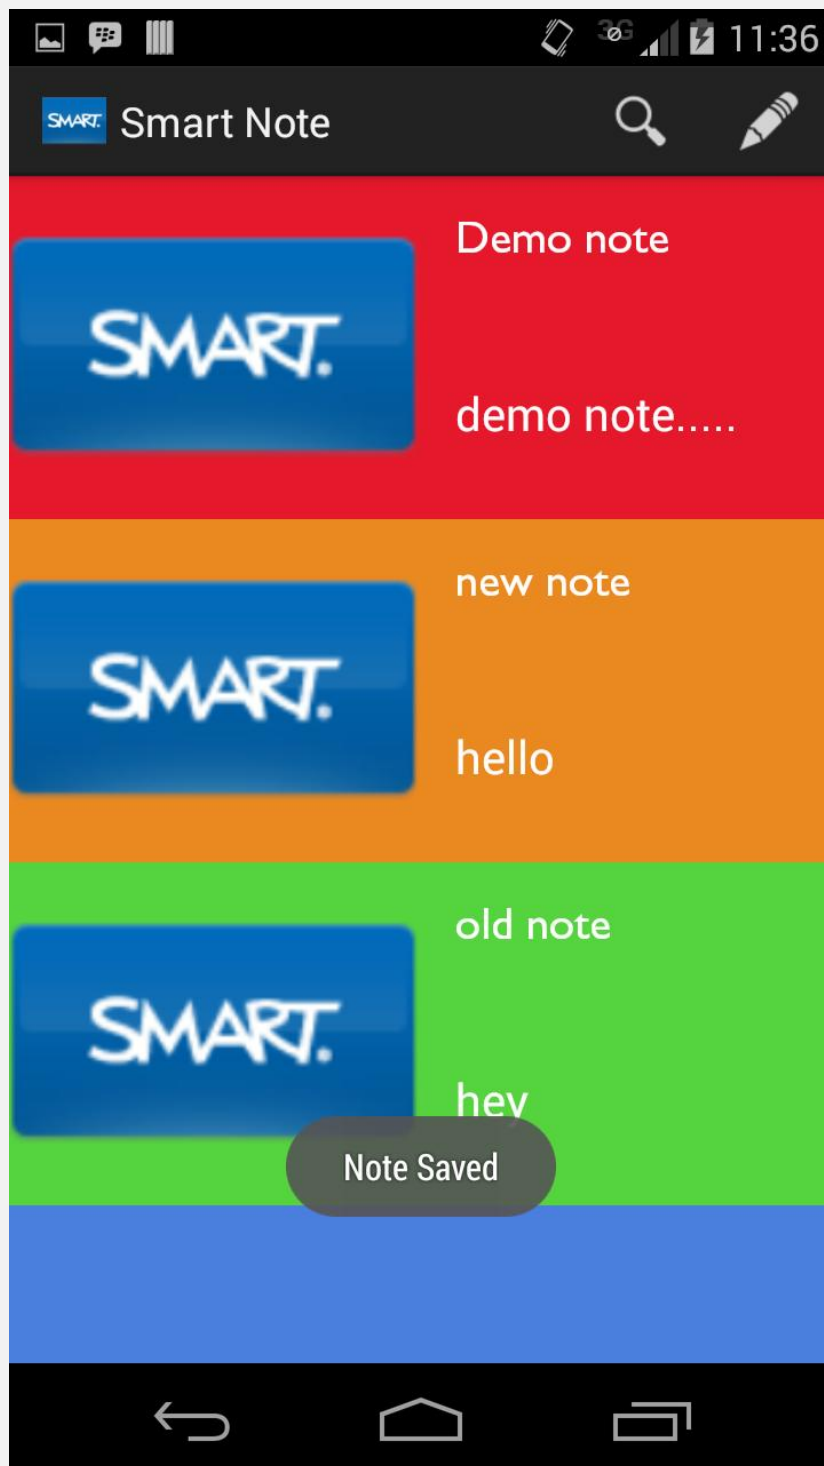 3G 11:36
SMART. Smart Note
Demo note
SMART.
demo note.....
new note
SMART.
hello
old note
SMART.
hey
Note Saved